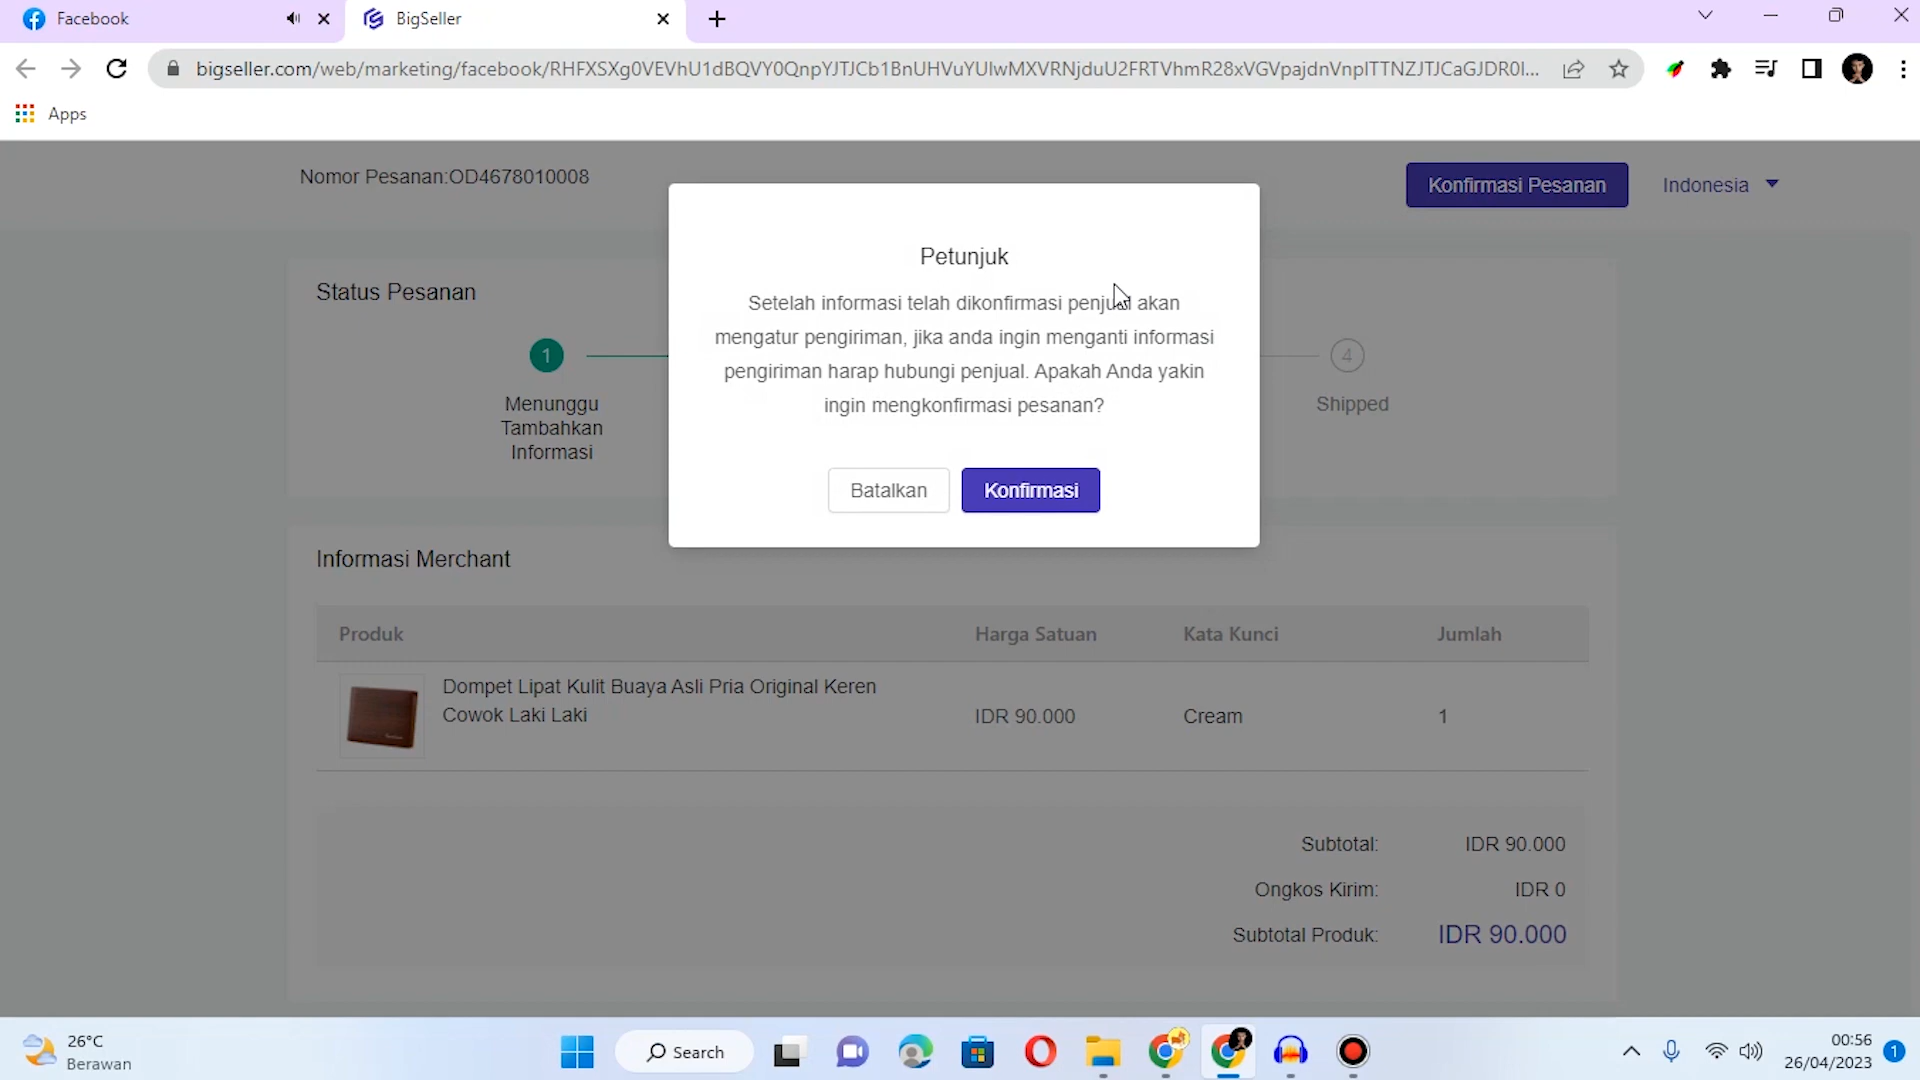 Facebook
BigSeller
bigseller.com/web/marketing/facebook/RHFXSXg0VEVhU1dBQVY0QnpYJTJCb1BnUHVuYUlwMXVRNjduU2FRTVhmR28xVGVpajdnVnplTTNZJTJCaGJDR0l...
Apps
Nomor Pesanan:OD4678010008
Konfirmasi Pesanan
Indonesia
Status Pesanan
1
Menunggu
Tambahkan
Informasi
4
Shipped
Petunjuk
Setelah informasi telah dikonfirmasi penjual akan
mengatur pengiriman, jika anda ingin menganti informasi
pengiriman harap hubungi penjual. Apakah Anda yakin
ingin mengkonfirmasi pesanan?
Batalkan
Konfirmasi
Informasi Merchant
Produk
Harga Satuan
Kata Kunci
Jumlah
Dompet Lipat Kulit Buaya Asli Pria Original Keren
Cowok Laki Laki
IDR 90.000
Cream
1
Subtotal:
IDR 90.000
Ongkos Kirim:
IDR 0
Subtotal Produk:
IDR 90.000
26°C
Berawan
Search
00:56
26/04/2023
1